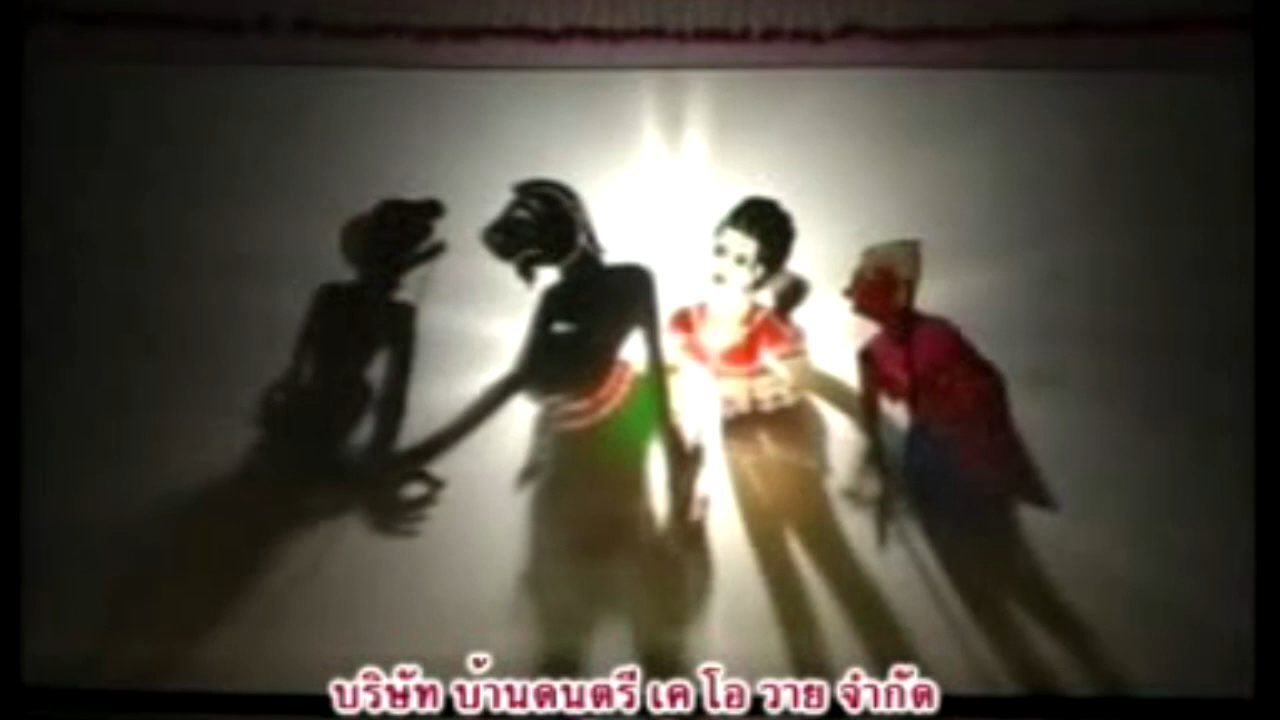 บริษัท บ้านดนตรี เค โอ วาย จำกัด